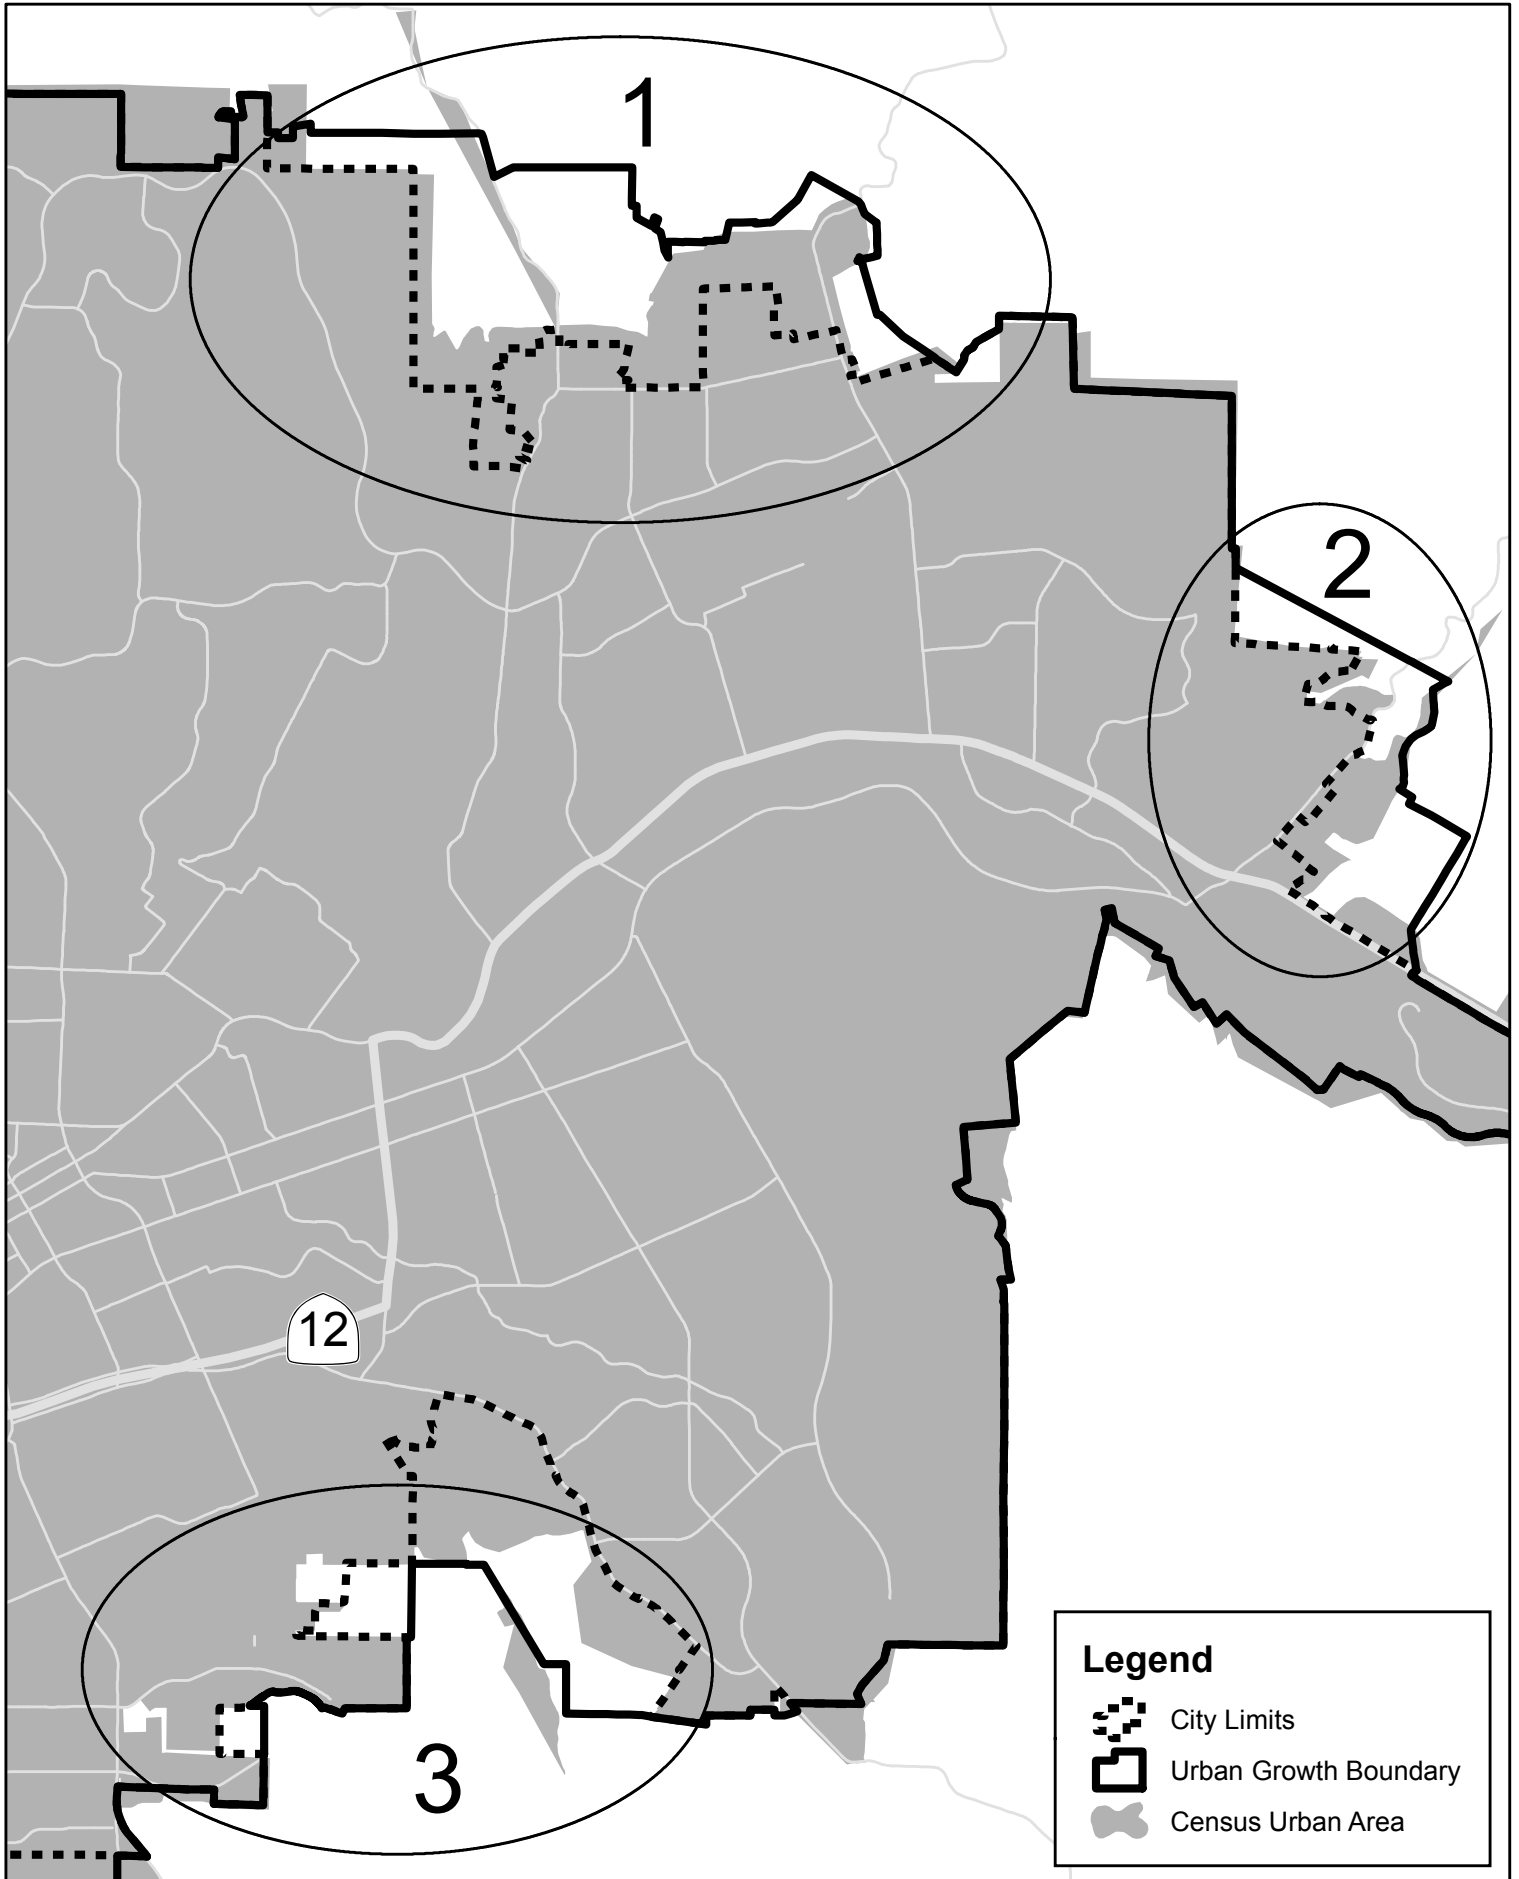 1
2
12
3
Legend
City Limits
Urban Growth Boundary
Census Urban Area